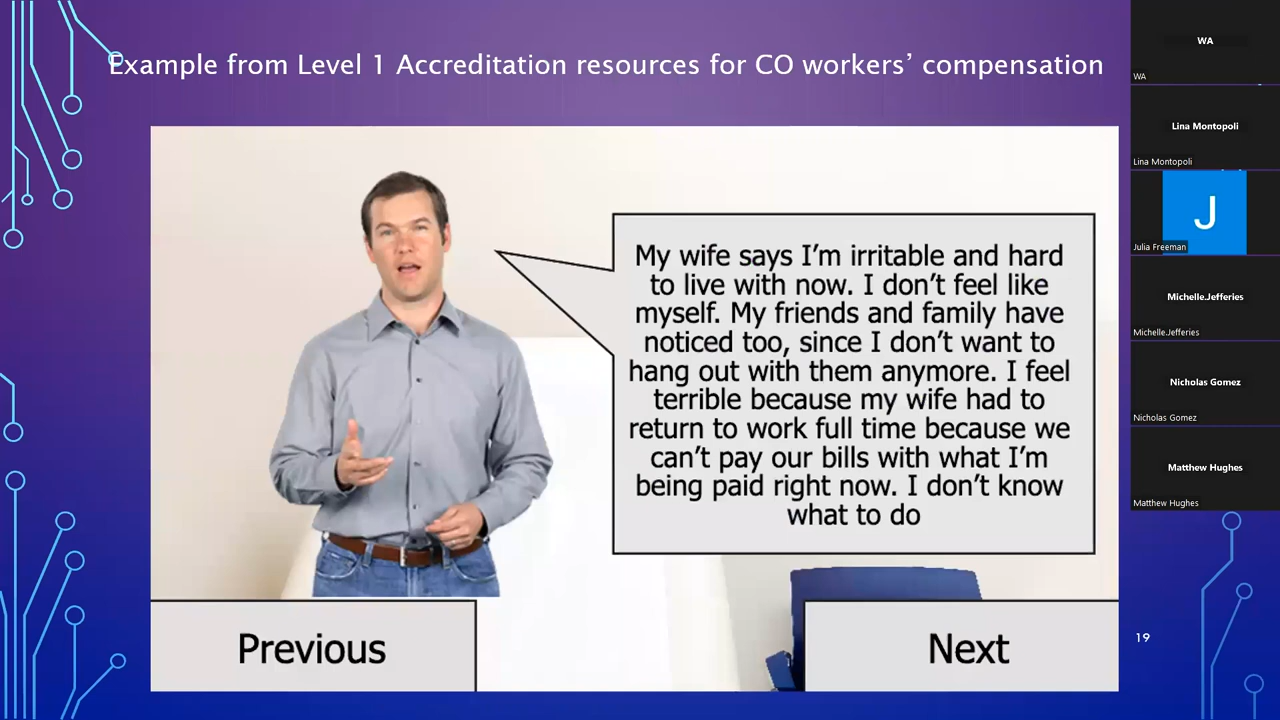 Example from Level 1 Accreditation resources for CO workers’ compensation
My wife says I’m irritable and hard
to live with now. I don’t feel like
myself. My friends and family have
noticed too, since I don’t want to
hang out with them anymore. I feel
terrible because my wife had to
return to work full time because we
can’t pay our bills with what I’m
being paid right now. I don’t know
what to do
Previous
Next
19
WA
WA
Lina Montopoli
Lina Montopoli
J
Julia Freeman
Michelle.Jefferies
Michelle.Jefferies
Nicholas Gomez
Nicholas Gomez
Matthew Hughes
Matthew Hughes